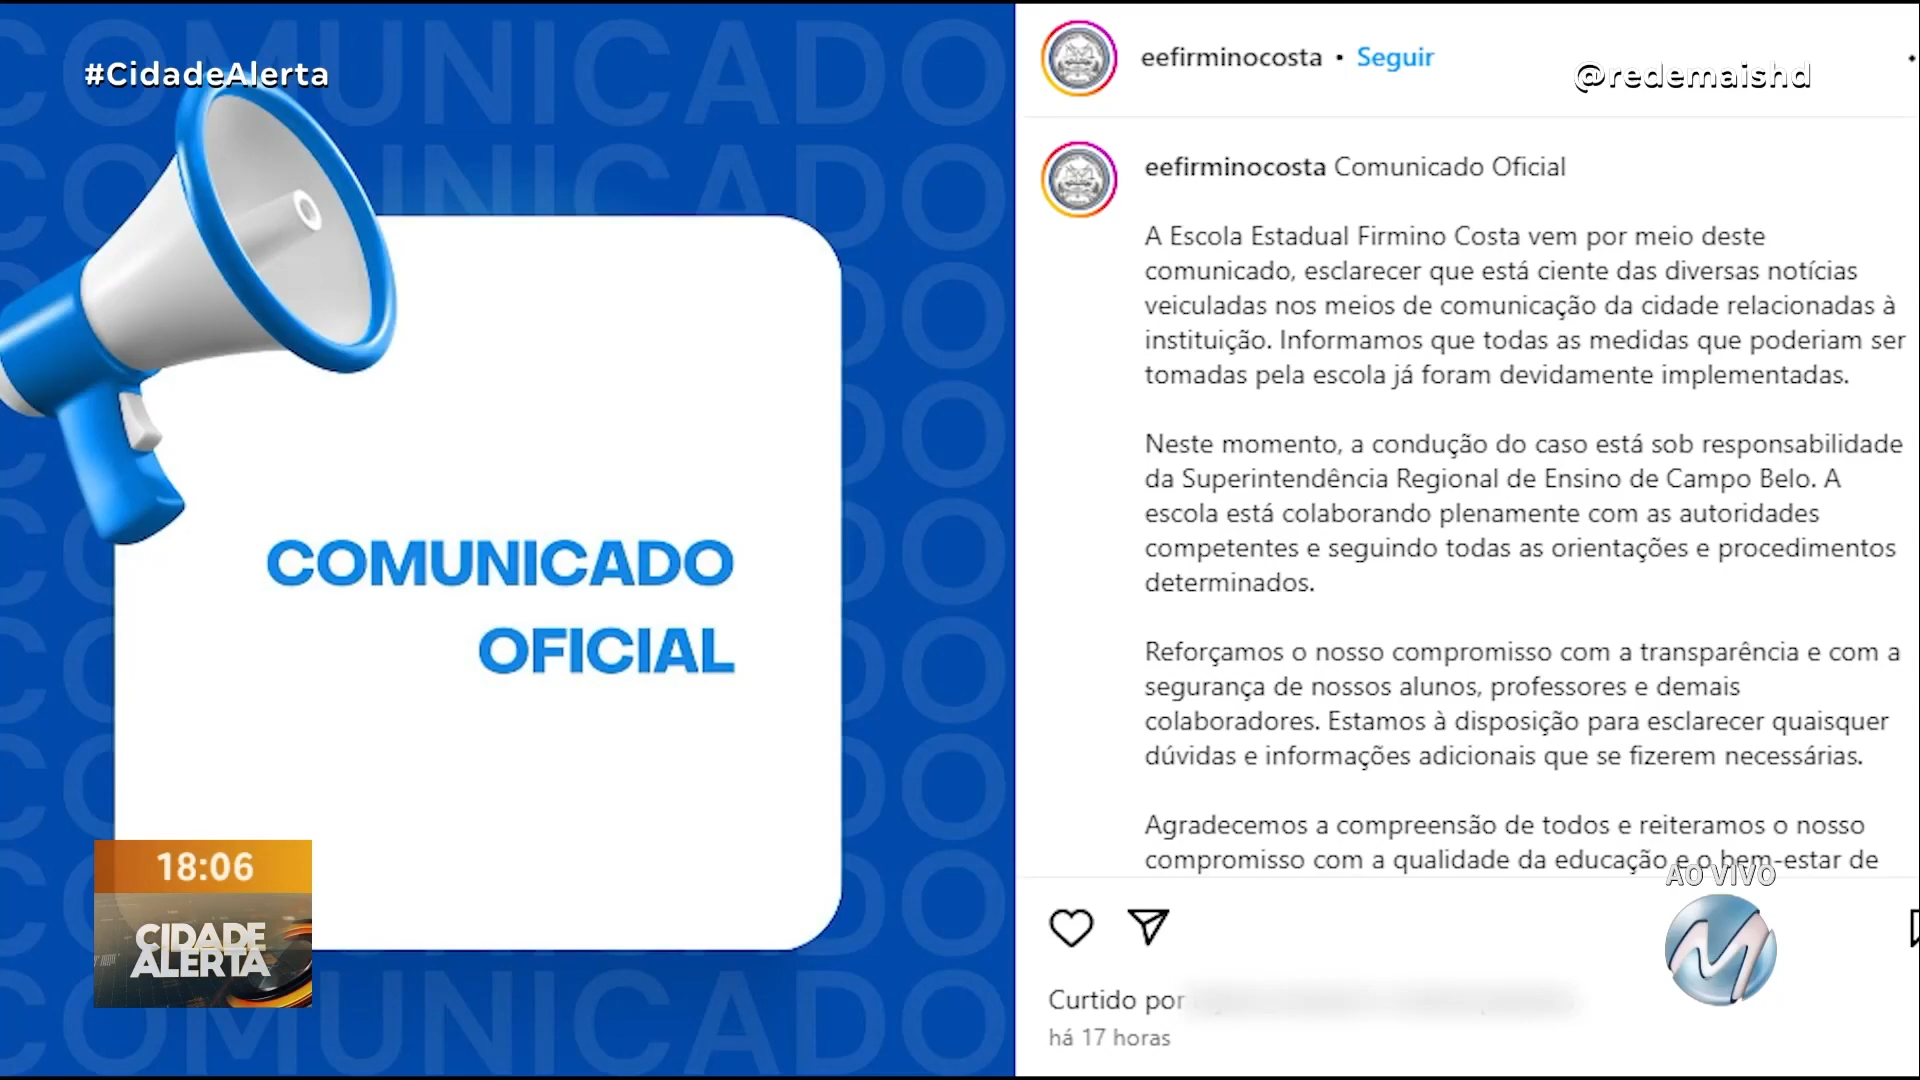 COMUNICADO
#CidadeAlerta
COMUNICADO
OFICIAL
18:06
CIDADE
ALERTA
COMUNICADO
eefirminocosta • Seguir
@redemaishd
eefirminocosta Comunicado Oficial
A Escola Estadual Firmino Costa vem por meio deste
comunicado, esclarecer que está ciente das diversas notícias
veiculadas nos meios de comunicação da cidade relacionadas à
instituição. Informamos que todas as medidas que poderiam ser
tomadas pela escola já foram devidamente implementadas.
Neste momento, a condução do caso está sob responsabilidade
da Superintendência Regional de Ensino de Campo Belo. A
escola está colaborando plenamente com as autoridades
competentes e seguindo todas as orientações e procedimentos
determinados.
Reforçamos o nosso compromisso com a transparência e com a
segurança de nossos alunos, professores e demais
colaboradores. Estamos à disposição para esclarecer quaisquer
dúvidas e informações adicionais que se fizerem necessárias.
Agradecemos a compreensão de todos e reiteramos o nosso
compromisso com a qualidade da educação e o bem-estar de
AO VIVO
M
Curtido por
há 17 horas